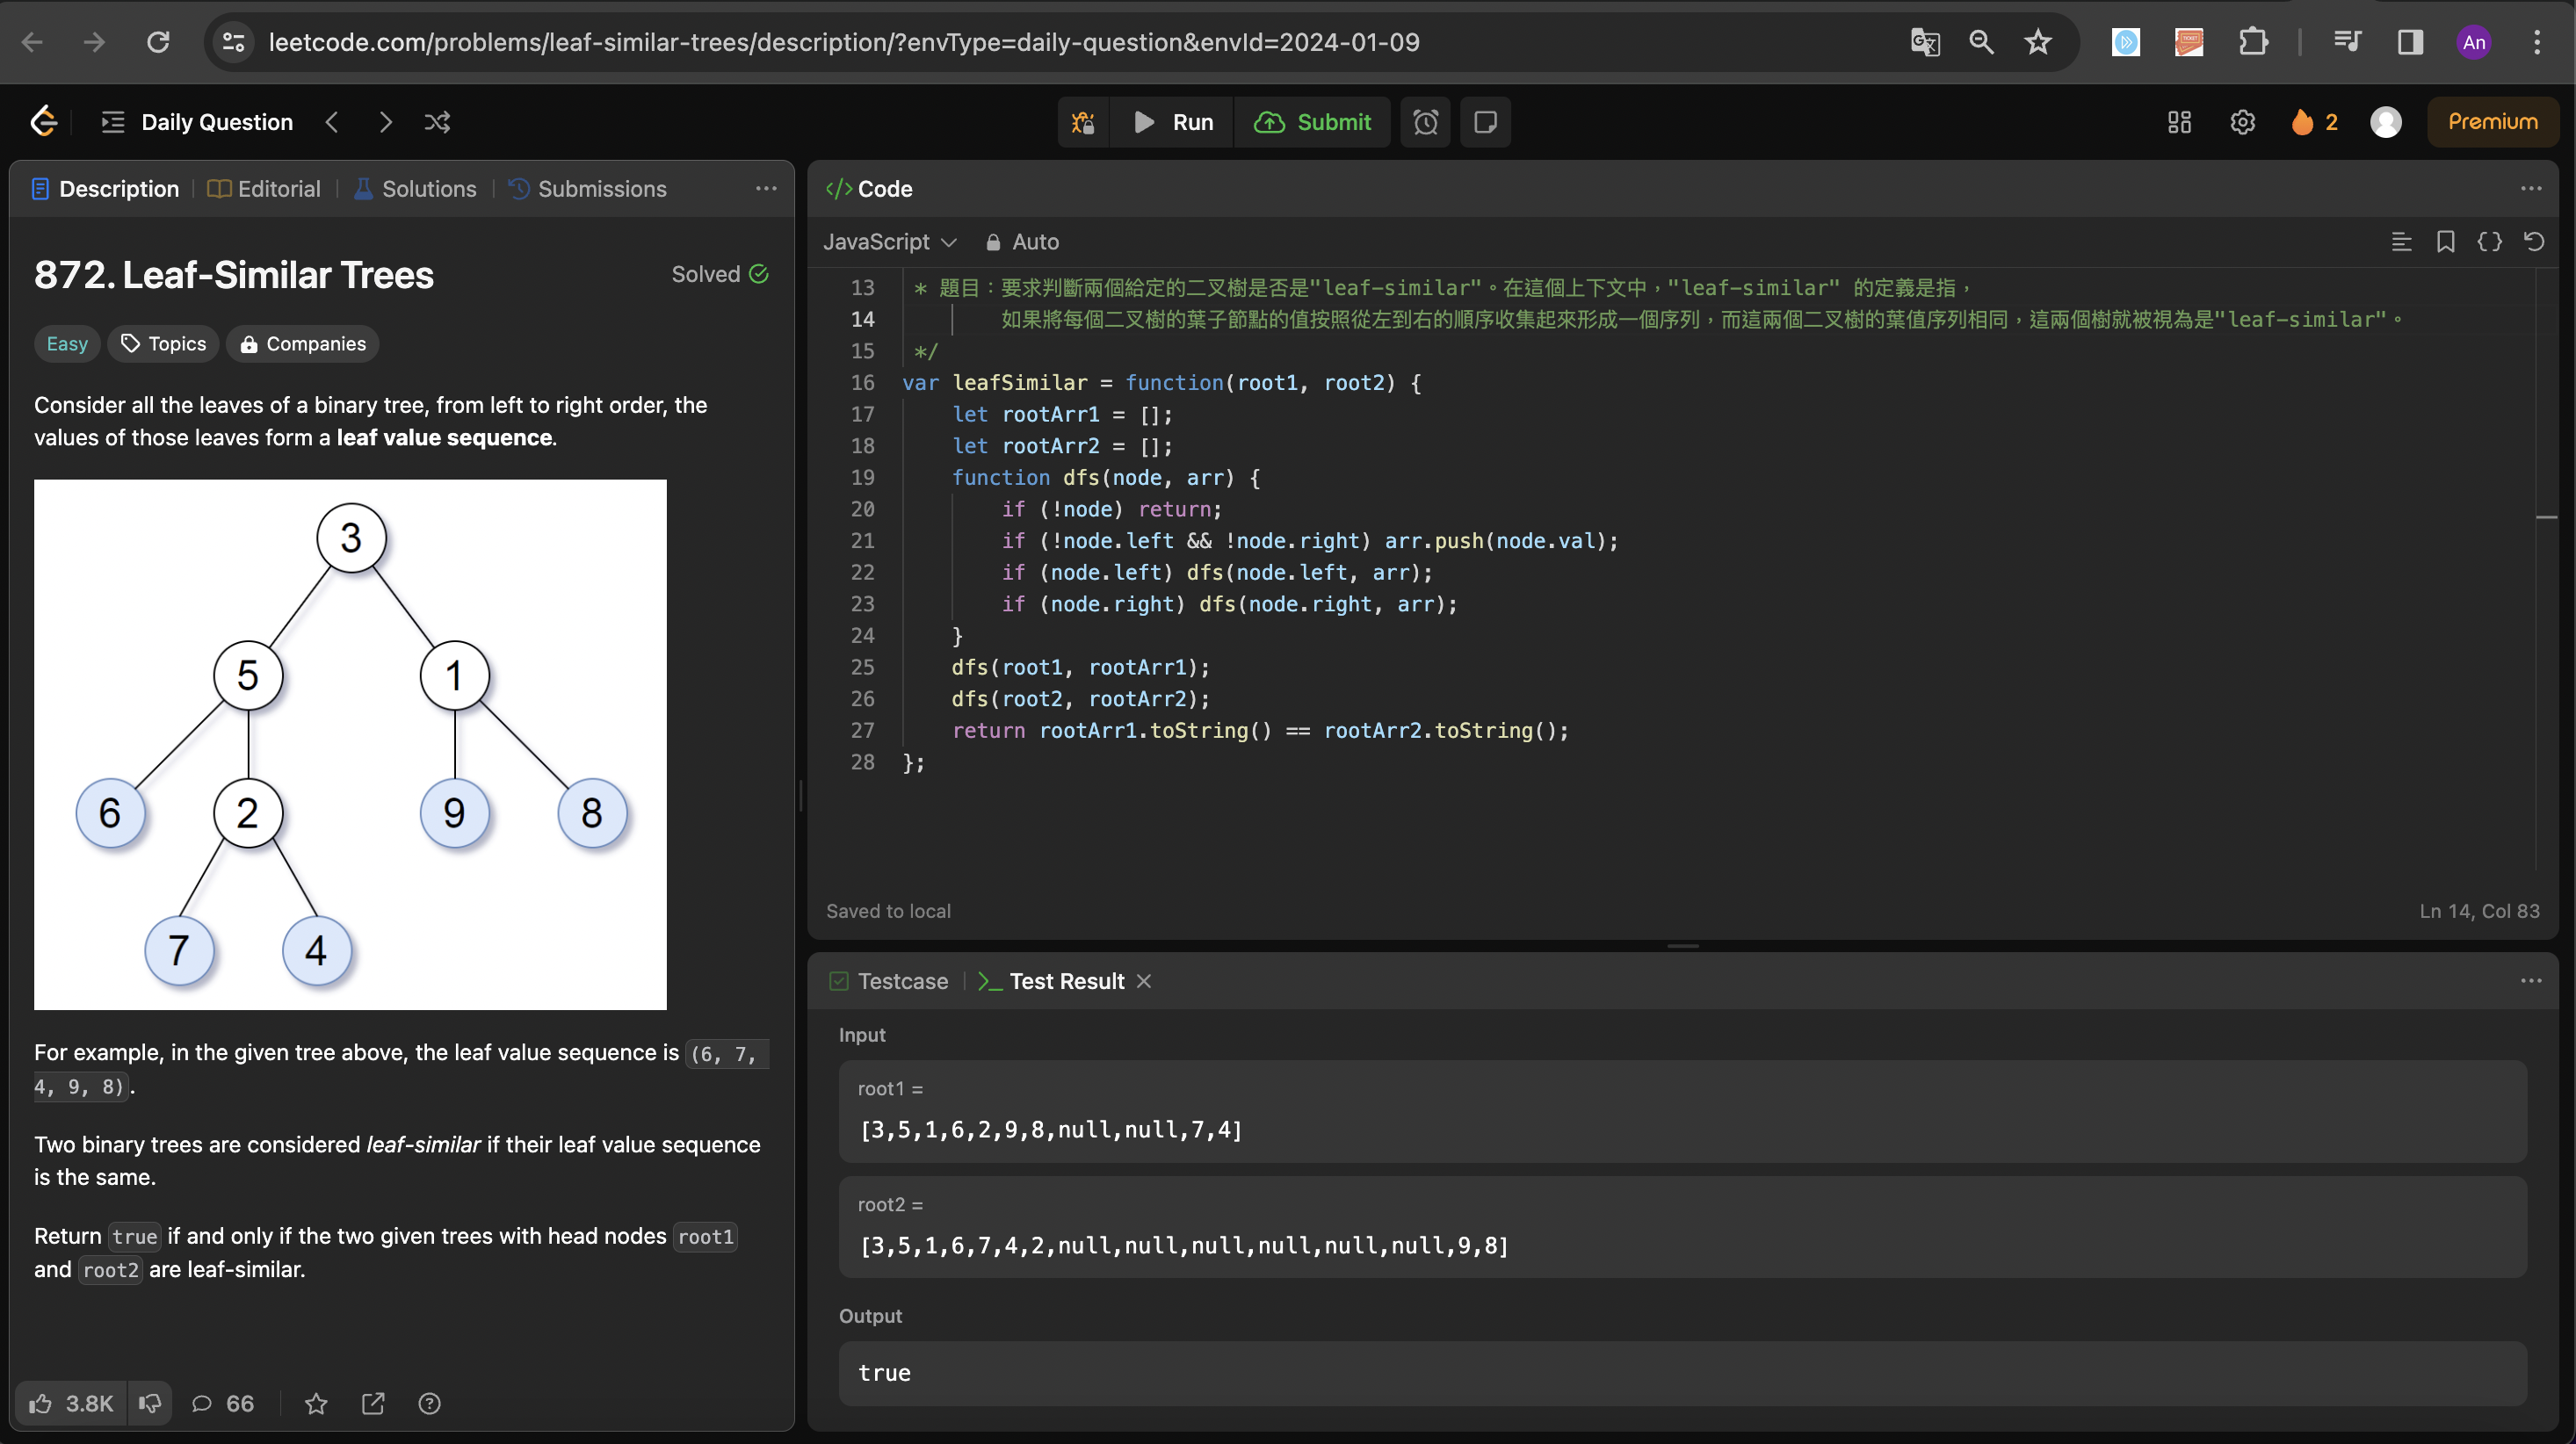 leetcode.com/problems/leaf-similar-trees/description/?envType=daily-question&envId=2024-01-09
An
Daily Question
Run
Submit
2
Premium
Description
Editorial
Solutions
Submissions
872. Leaf-Similar Trees
Solved
Easy
Topics
Companies
Consider all the leaves of a binary tree, from left to right order, the
values of those leaves form a leaf value sequence.
3
5
1
6
2
9
8
7
4
For example, in the given tree above, the leaf value sequence is (6, 7,
4, 9, 8).
Two binary trees are considered leaf-similar if their leaf value sequence
is the same.
Return true if and only if the two given trees with head nodes root1
and root2 are leaf-similar.
3.8K
66
</> Code
JavaScript
Auto
13 * 題目：要求判斷兩個給定的二叉樹是否是"leaf-similar"。在這個上下文中，"leaf-similar" 的定義是指，
14 如果將每個二叉樹的葉子節點的值按照從左到右的順序收集起來形成一個序列，而這兩個二叉樹的葉值序列相同，這兩個樹就被視為是"leaf-similar"。
15 */
16 var leafSimilar = function(root1, root2) {
17 let rootArr1 = [];
18 let rootArr2 = [];
19 function dfs(node, arr) {
20 if (!node) return;
21 if (!node.left && !node.right) arr.push(node.val);
22 if (node.left) dfs(node.left, arr);
23 if (node.right) dfs(node.right, arr);
24 }
25 dfs(root1, rootArr1);
26 dfs(root2, rootArr2);
27 return rootArr1.toString() == rootArr2.toString();
28 };
Saved to local
Ln 14, Col 83
Testcase
Test Result
Input
root1 =
[3,5,1,6,2,9,8,null,null,7,4]
root2 =
[3,5,1,6,7,4,2,null,null,null,null,null,null,9,8]
Output
true